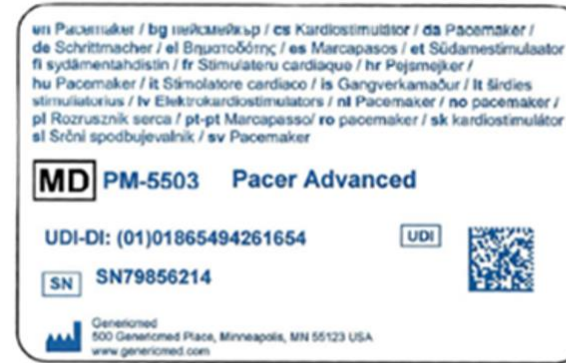 en Pacemaker / bg пейсмейкър / cs Kardiostimulátor / da Pacemaker /
de Schrittmacher / el Βηματοδότης / es Marcapasos / et Südamestimulaator
fi sydämentahdistin / fr Stimulateru cardiaque / hr Pejsmejker /
hu Pacemaker / it Stimolatore cardiaco / is Gangverkamaður / lt širdies
stimuliatorius / lv Elektrokardiostimulators / nl Pacemaker / no pacemaker /
pl Rozrusznik serca / pt-pt Marcapasso/ ro pacemaker / sk kardiostimulátor
sl Srčni spodbujevalnik / sv Pacemaker
MD PM-5503 Pacer Advanced
UDI-DI: (01)01865494261654 UDI
SN SN79856214
Genericmed
500 Genericmed Place, Minneapolis, MN 55123 USA
www.genericmed.com